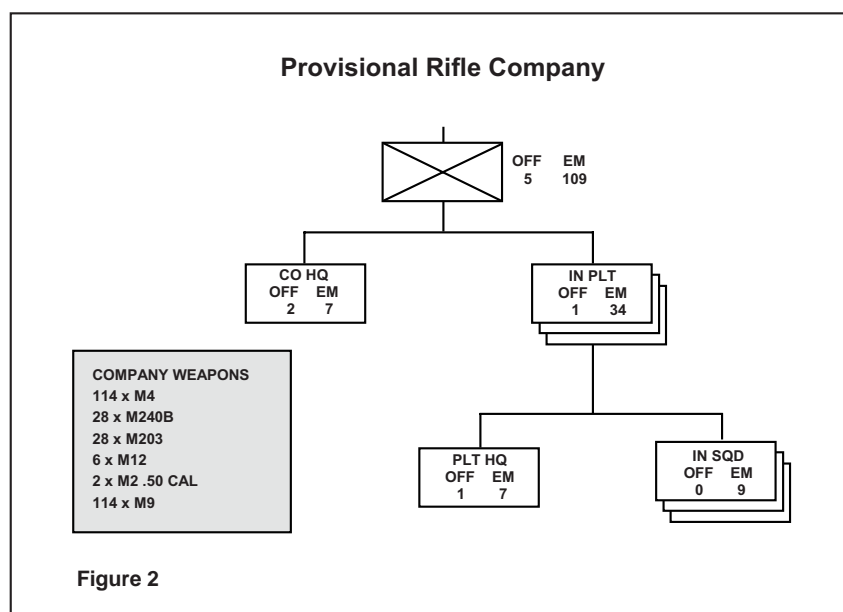 Provisional Rifle Company
OFF EM
5 109
CO HQ
OFF EM
2 7
IN PLT
OFF EM
1 34
COMPANY WEAPONS
114 x M4
28 x M240B
28 x M203
6 x M12
2 x M2 .50 CAL
114 x M9
PLT HQ
OFF EM
1 7
IN SQD
OFF EM
0 9
Figure 2